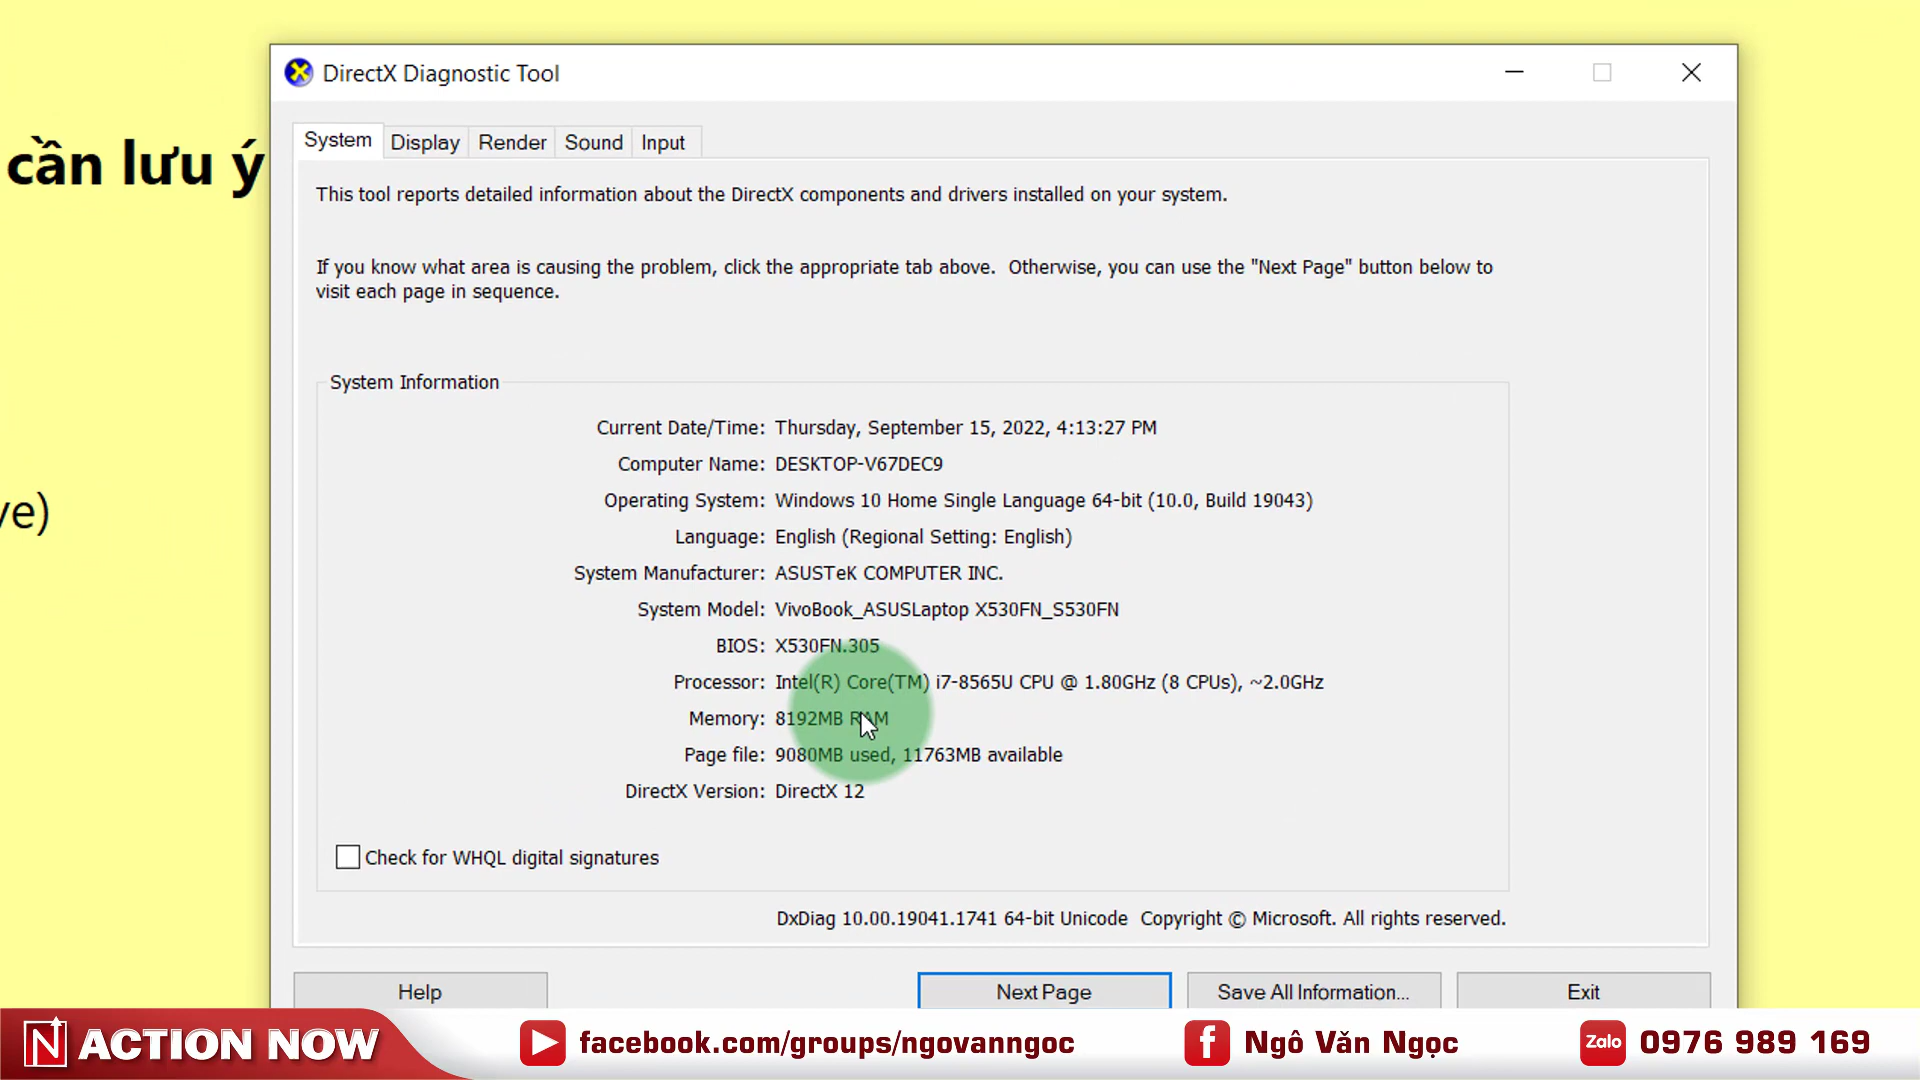 DirectX Diagnostic Tool
System Display Render Sound Input
cần lưu ý
This tool reports detailed information about the DirectX components and drivers installed on your system.
If you know what area is causing the problem, click the appropriate tab above.  Otherwise, you can use the "Next Page" button below to
visit each page in sequence.
System Information
Current Date/Time: Thursday, September 15, 2022, 4:13:27 PM
Computer Name: DESKTOP-V67DEC9
Operating System: Windows 10 Home Single Language 64-bit (10.0, Build 19043)
ve)
Language: English (Regional Setting: English)
System Manufacturer: ASUSTeK COMPUTER INC.
System Model: VivoBook_ASUSLaptop X530FN_S530FN
BIOS: X530FN.305
Processor: Intel(R) Core(TM) i7-8565U CPU @ 1.80GHz (8 CPUs), ~2.0GHz
Memory: 8192MB RAM
Page file: 9080MB used, 11763MB available
DirectX Version: DirectX 12
Check for WHQL digital signatures
DxDiag 10.00.19041.1741 64-bit Unicode  Copyright © Microsoft. All rights reserved.
Help Next Page Save All Information... Exit
N ACTION NOW facebook.com/groups/ngovanngoc f Ngô Văn Ngọc Zalo 0976 989 169